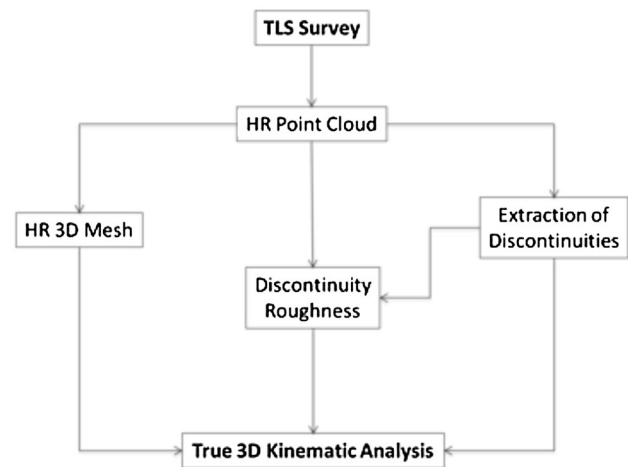 TLS Survey
HR Point Cloud
HR 3D Mesh
Extraction of
Discontinuities
Discontinuity
Roughness
True 3D Kinematic Analysis